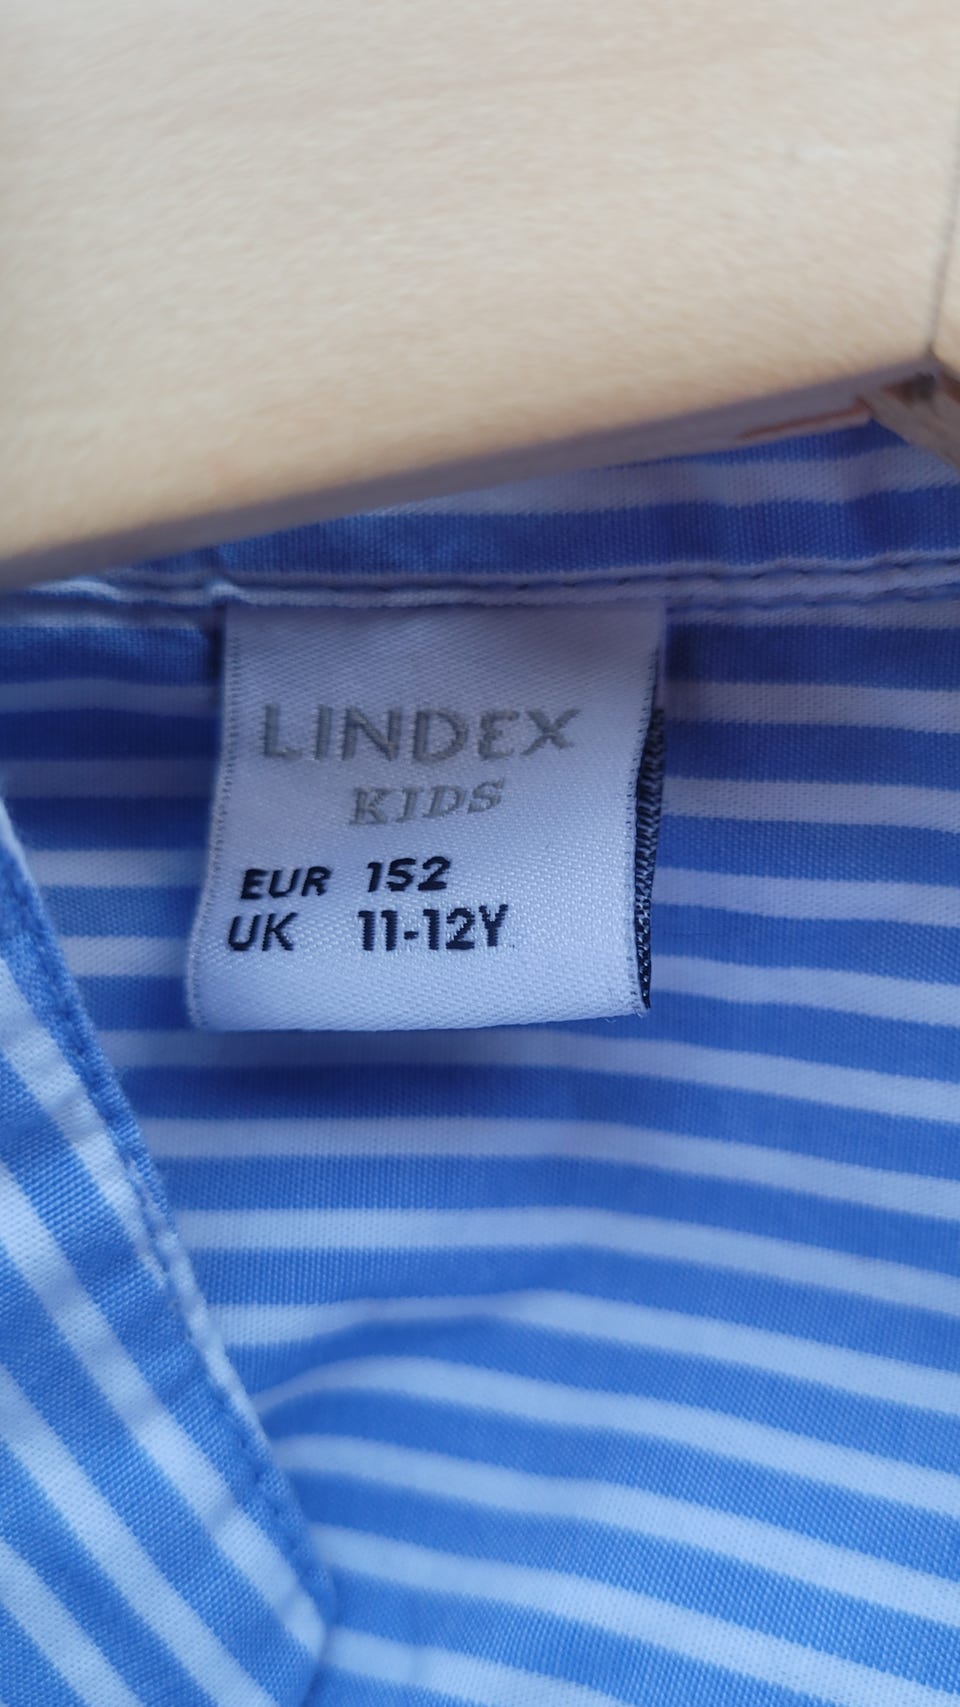 LINDEX
KIDS
EUR 152
UK 11-12Y